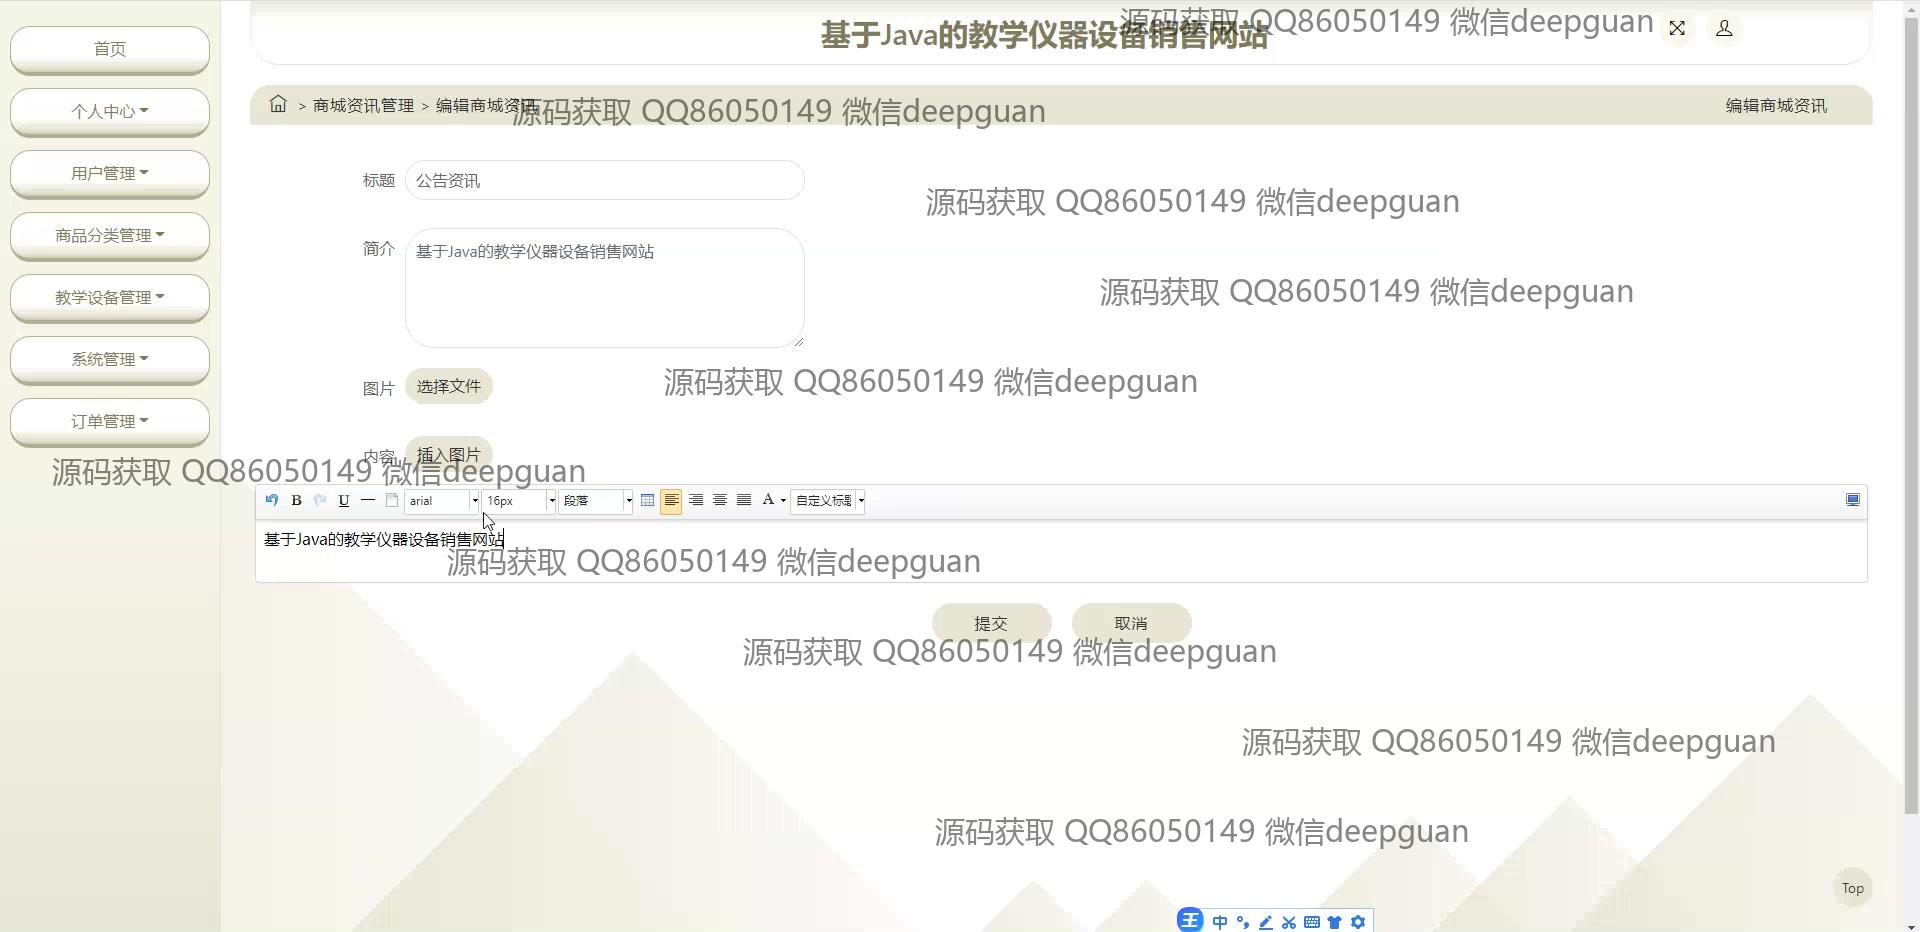 基于Java的教学仪器设备销售网站
源码获取 QQ86050149 微信deepguan
首页
个人中心
用户管理
商品分类管理
教学设备管理
系统管理
订单管理
> 商城资讯管理 > 编辑商城资讯
源码获取 QQ86050149 微信deepguan
编辑商城资讯
标题 公告资讯
源码获取 QQ86050149 微信deepguan
简介 基于Java的教学仪器设备销售网站
源码获取 QQ86050149 微信deepguan
图片 选择文件
源码获取 QQ86050149 微信deepguan
内容 插入图片
源码获取 QQ86050149 微信deepguan
B U arial 16px 段落 A 自定义标题
基于Java的教学仪器设备销售网站
源码获取 QQ86050149 微信deepguan
提交 取消
源码获取 QQ86050149 微信deepguan
源码获取 QQ86050149 微信deepguan
源码获取 QQ86050149 微信deepguan
Top
王 中